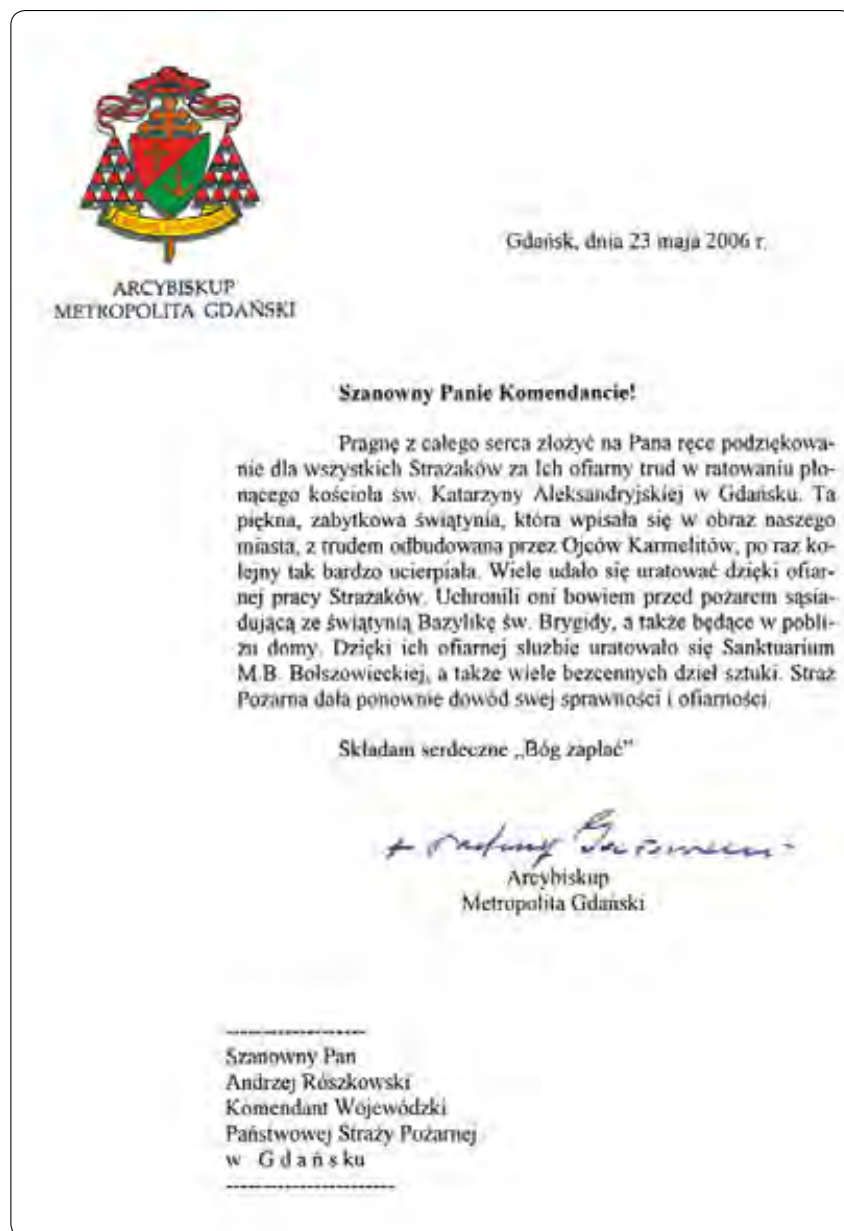 Gdańsk, dnia 23 maja 2006 r.
ARCYBISKUP
METROPOLITA GDAŃSKI
Szanowny Panie Komendancie!
Pragnę z całego serca złożyć na Pana ręce podziękowa-
nie dla wszystkich Strażaków za Ich ofiarny trud w ratowaniu pło-
nącego kościoła św. Katarzyny Aleksandryjskiej w Gdańsku. Ta
piękna, zabytkowa świątynia, która wpisała się w obraz naszego
miasta, z trudem odbudowana przez Ojców Karmelitów, po raz ko-
lejny tak bardzo ucierpiała. Wiele udało się uratować dzięki ofiar-
nej pracy Strażaków. Uchronili oni bowiem przed pożarem sąsia-
dującą ze świątynią Bazylikę św. Brygidy, a także będące w pobli-
żu domy. Dzięki ich ofiarnej służbie uratowało się Sanktuarium
M.B. Bolszowieckiej, a także wiele bezcennych dzieł sztuki. Straż
Pożarna dała ponownie dowód swej sprawności i ofiarności.
Składam serdeczne „Bóg zapłać”
Arcybiskup
Metropolita Gdański
--------------------
Szanowny Pan
Andrzej Rószkowski
Komendant Wojewódzki
Państwowej Straży Pożarnej
w G d a ń s ku
------------------------